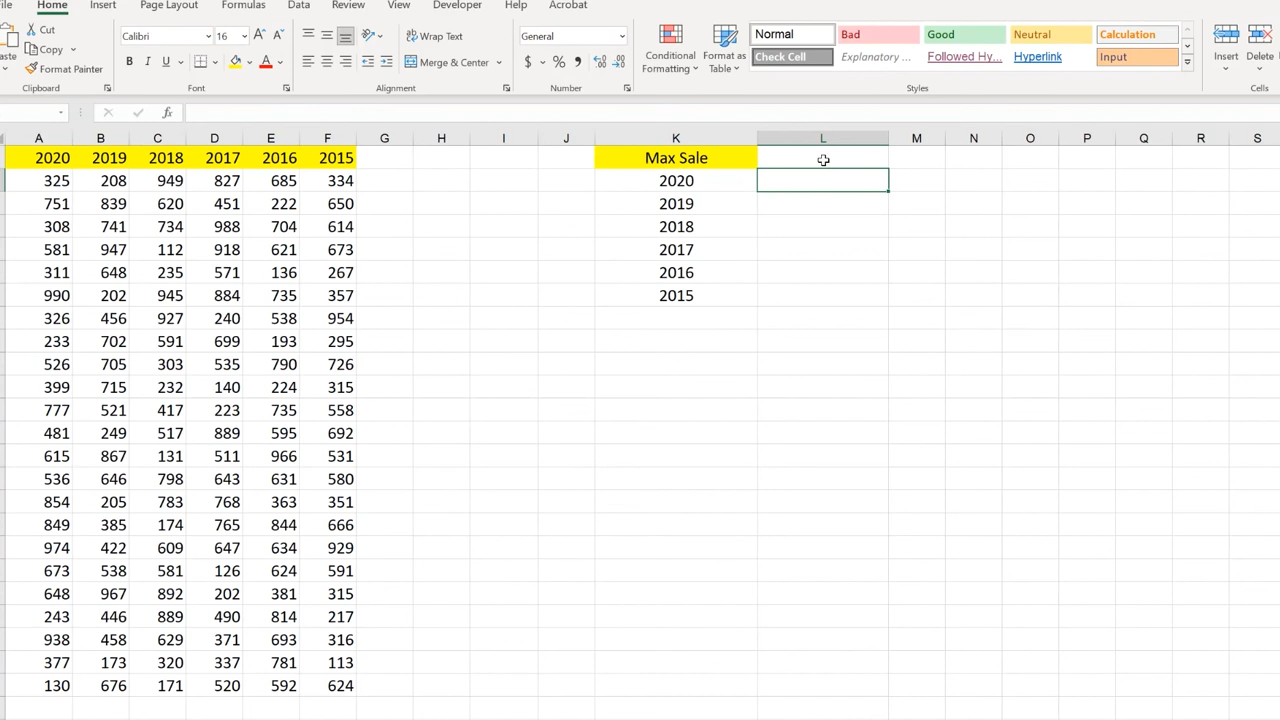 File Home Insert Page Layout Formulas Data Review View Developer Help Acrobat
Cut Calibri 16 A A Wrap Text General Conditional Format as Normal Bad Good Neutral Calculation Insert Delete
Copy Formatting Table Check Cell Explanatory ... Followed Hy... Hyperlink Input
Paste Format Painter B I U A Merge & Center $ % 9
Clipboard Font Alignment Number Styles Cells
fx
A B C D E F G H I J K L M N O P Q R S
2020 2019 2018 2017 2016 2015 Max Sale
325 208 949 827 685 334 2020
751 839 620 451 222 650 2019
308 741 734 988 704 614 2018
581 947 112 918 621 673 2017
311 648 235 571 136 267 2016
990 202 945 884 735 357 2015
326 456 927 240 538 954
233 702 591 699 193 295
526 705 303 535 790 726
399 715 232 140 224 315
777 521 417 223 735 558
481 249 517 889 595 692
615 867 131 511 966 531
536 646 798 643 631 580
854 205 783 768 363 351
849 385 174 765 844 666
974 422 609 647 634 929
673 538 581 126 624 591
648 967 892 202 381 315
243 446 889 490 814 217
938 458 629 371 693 316
377 173 320 337 781 113
130 676 171 520 592 624